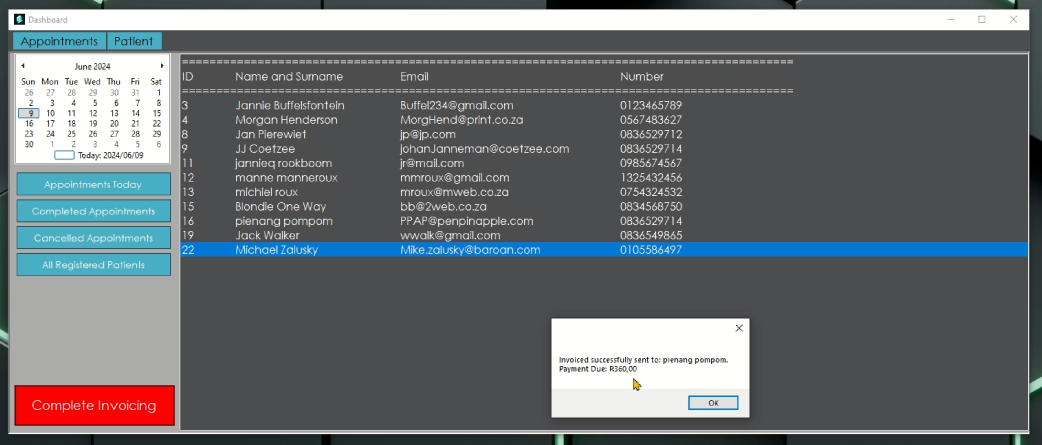 Dashboard
Appointments Patient
June 2024
Sun Mon Tue Wed Thu Fri Sat
26 27 28 29 30 31 1
2 3 4 5 6 7 8
9 10 11 12 13 14 15
16 17 18 19 20 21 22
23 24 25 26 27 28 29
30 1 2 3 4 5 6
Today: 2024/06/09
Appointments Today
Completed Appointments
Cancelled Appointments
All Registered Patients
Complete Invoicing
ID Name and Surname Email Number
3 Jannie Buffelsfontein Buffel234@gmail.com 0123465789
4 Morgan Henderson MorgHend@print.co.za 0567483627
8 Jan Pierewiet jp@jp.com 0836529712
9 JJ Coetzee johanJanneman@coetzee.com 0836529714
11 jannieq rookboom jr@mail.com 0985674567
12 manne manneroux mmroux@gmail.com 1325432456
13 michiel roux mroux@mweb.co.za 0754324532
15 Blondie One Way bb@2web.co.za 0834568750
16 pienang pompom PPAP@penpinapple.com 0836529714
19 Jack Walker wwalk@gmail.com 0836549865
22 Michael Zalusky Mike.zalusky@baroan.com 0105586497
Invoiced successfully sent to: pienang pompom.
Payment Due: R360,00
OK